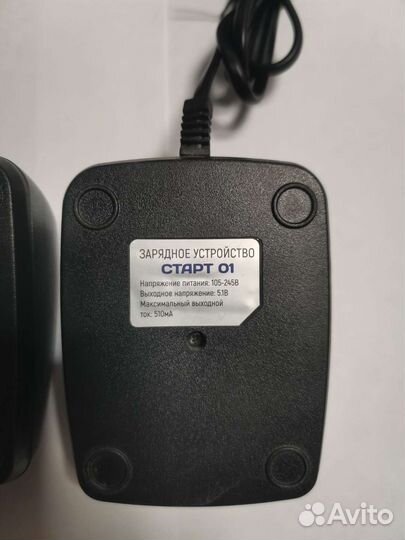 ЗАРЯДНОЕ УСТРОЙСТВО
СТАРТ 01
Напряжение питания: 105-245В
Выходное напряжение: 5.1В
Максимальный выходной
ток: 510мА
Avito